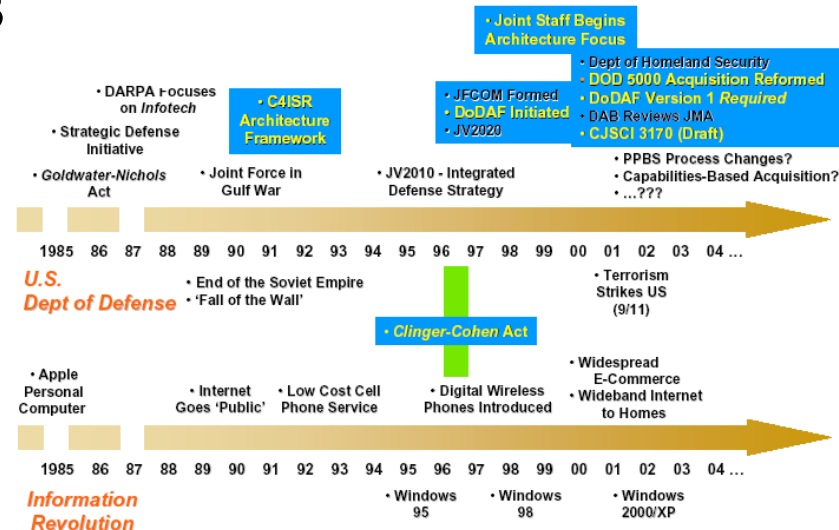 • Joint Staff Begins
Architecture Focus
• Dept of Homeland Security
• DOD 5000 Acquisition Reformed
• DoDAF Version 1 Required
• DAB Reviews JMA
• CJSCI 3170 (Draft)
• DARPA Focuses
on Infotech
• C4ISR
Architecture
Framework
• JFCOM Formed
• DoDAF Initiated
• JV2020
• Strategic Defense
Initiative
• PPBS Process Changes?
• Capabilities-Based Acquisition?
• ...???
• Goldwater-Nichols
Act
• Joint Force in
Gulf War
• JV2010 - Integrated
Defense Strategy
1985 86 87 88 89 90 91 92 93 94 95 96 97 98 99 00 01 02 03 04 ...
U.S.
Dept of Defense
• End of the Soviet Empire
• 'Fall of the Wall'
• Terrorism
Strikes US
(9/11)
• Clinger-Cohen Act
• Apple
Personal
Computer
• Internet
Goes 'Public'
• Low Cost Cell
Phone Service
• Digital Wireless
Phones Introduced
• Widespread
E-Commerce
• Wideband Internet
to Homes
1985 86 87 88 89 90 91 92 93 94 95 96 97 98 99 00 01 02 03 04 ...
Information
Revolution
• Windows
95
• Windows
98
• Windows
2000/XP